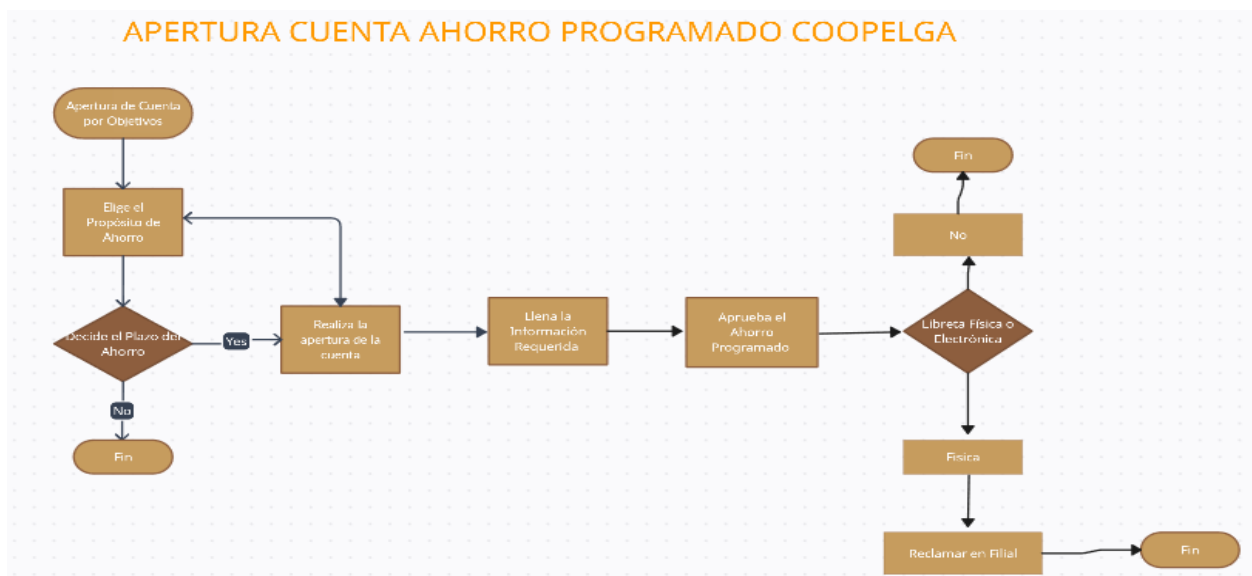 APERTURA CUENTA AHORRO PROGRAMADO COOPELGA
Apertura de Cuenta
por Objetivos
Elige el
Propósito de
Ahorro
Decide el Plazo del
Ahorro
Yes
No
Fin
Realiza la
apertura de la
cuenta
Llena la
Información
Requerida
Aprueba el
Ahorro
Programado
Libreta Física o
Electrónica
No
Fin
Fisica
Reclamar en Filial
Fin